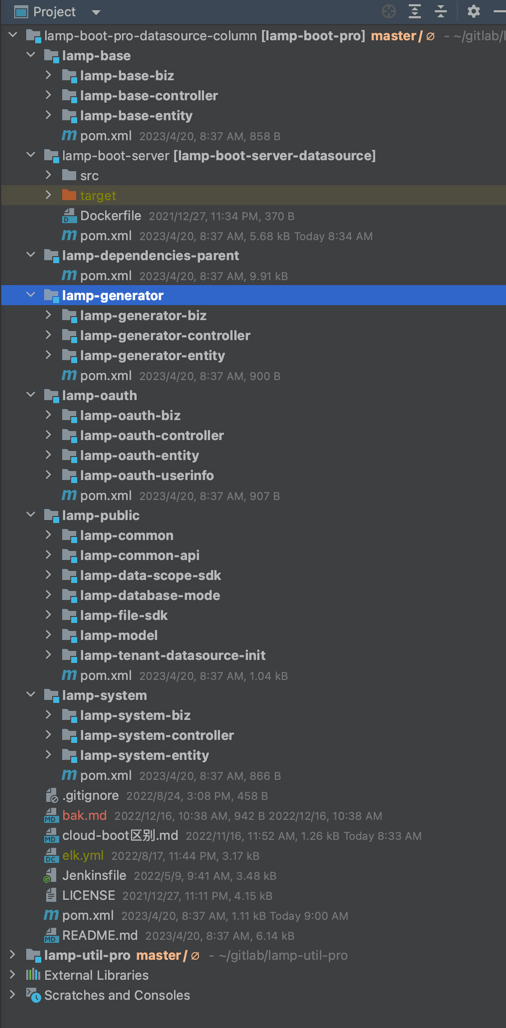 Project
lamp-boot-pro-datasource-column [lamp-boot-pro] master / ∅ - ~/gitlab/l
lamp-base
lamp-base-biz
lamp-base-controller
lamp-base-entity
pom.xml 2023/4/20, 8:37 AM, 858 B
lamp-boot-server [lamp-boot-server-datasource]
src
target
Dockerfile 2021/12/27, 11:34 PM, 370 B
pom.xml 2023/4/20, 8:37 AM, 5.68 kB Today 8:34 AM
lamp-dependencies-parent
pom.xml 2023/4/20, 8:37 AM, 9.91 kB
lamp-generator
lamp-generator-biz
lamp-generator-controller
lamp-generator-entity
pom.xml 2023/4/20, 8:37 AM, 900 B
lamp-oauth
lamp-oauth-biz
lamp-oauth-controller
lamp-oauth-entity
lamp-oauth-userinfo
pom.xml 2023/4/20, 8:37 AM, 907 B
lamp-public
lamp-common
lamp-common-api
lamp-data-scope-sdk
lamp-database-mode
lamp-file-sdk
lamp-model
lamp-tenant-datasource-init
pom.xml 2023/4/20, 8:37 AM, 1.04 kB
lamp-system
lamp-system-biz
lamp-system-controller
lamp-system-entity
pom.xml 2023/4/20, 8:37 AM, 866 B
.gitignore 2022/8/24, 3:08 PM, 458 B
bak.md 2022/12/16, 10:38 AM, 942 B 2022/12/16, 10:38 AM
cloud-boot区别.md 2022/11/16, 11:52 AM, 1.26 kB Today 8:33 AM
elk.yml 2022/8/17, 11:44 PM, 3.17 kB
Jenkinsfile 2022/5/9, 9:41 AM, 3.48 kB
LICENSE 2021/12/27, 11:11 PM, 4.15 kB
pom.xml 2023/4/20, 8:37 AM, 1.11 kB Today 9:00 AM
README.md 2023/4/20, 8:37 AM, 6.14 kB
lamp-util-pro master / ∅ - ~/gitlab/lamp-util-pro
External Libraries
Scratches and Consoles